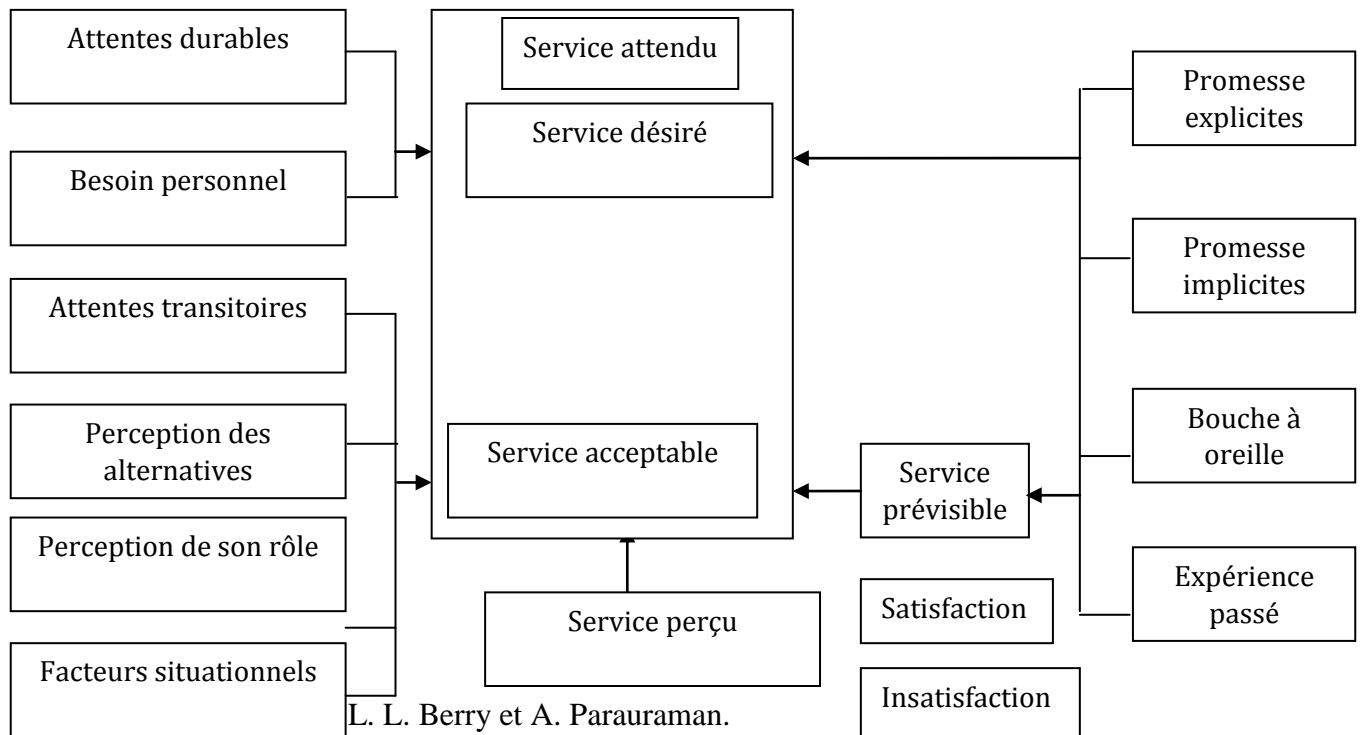 Attentes durables
Besoin personnel
Attentes transitoires
Perception des
alternatives
Perception de son rôle
Facteurs situationnels
Service attendu
Service désiré
Service acceptable
Service perçu
Service
prévisible
Satisfaction
Insatisfaction
Promesse
explicites
Promesse
implicites
Bouche à
oreille
Expérience
passé
L. L. Berry et A. Parauraman.